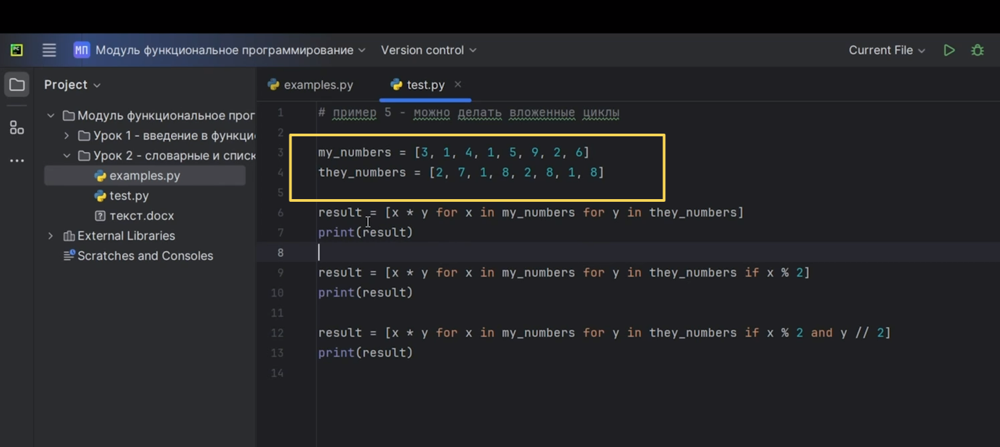 PC
МП Модуль функциональное программирование Version control Current File
Project
Модуль функциональное прог
Урок 1 - введение в функци
Урок 2 - словарные и списк
examples.py
test.py
текст.docx
External Libraries
Scratches and Consoles
examples.py test.py
1 # пример 5 - можно делать вложенные циклы
2
3 my_numbers = [3, 1, 4, 1, 5, 9, 2, 6]
4 they_numbers = [2, 7, 1, 8, 2, 8, 1, 8]
5
6 result = [x * y for x in my_numbers for y in they_numbers]
7 print(result)
8
9 result = [x * y for x in my_numbers for y in they_numbers if x % 2]
10 print(result)
11
12 result = [x * y for x in my_numbers for y in they_numbers if x % 2 and y // 2]
13 print(result)
14